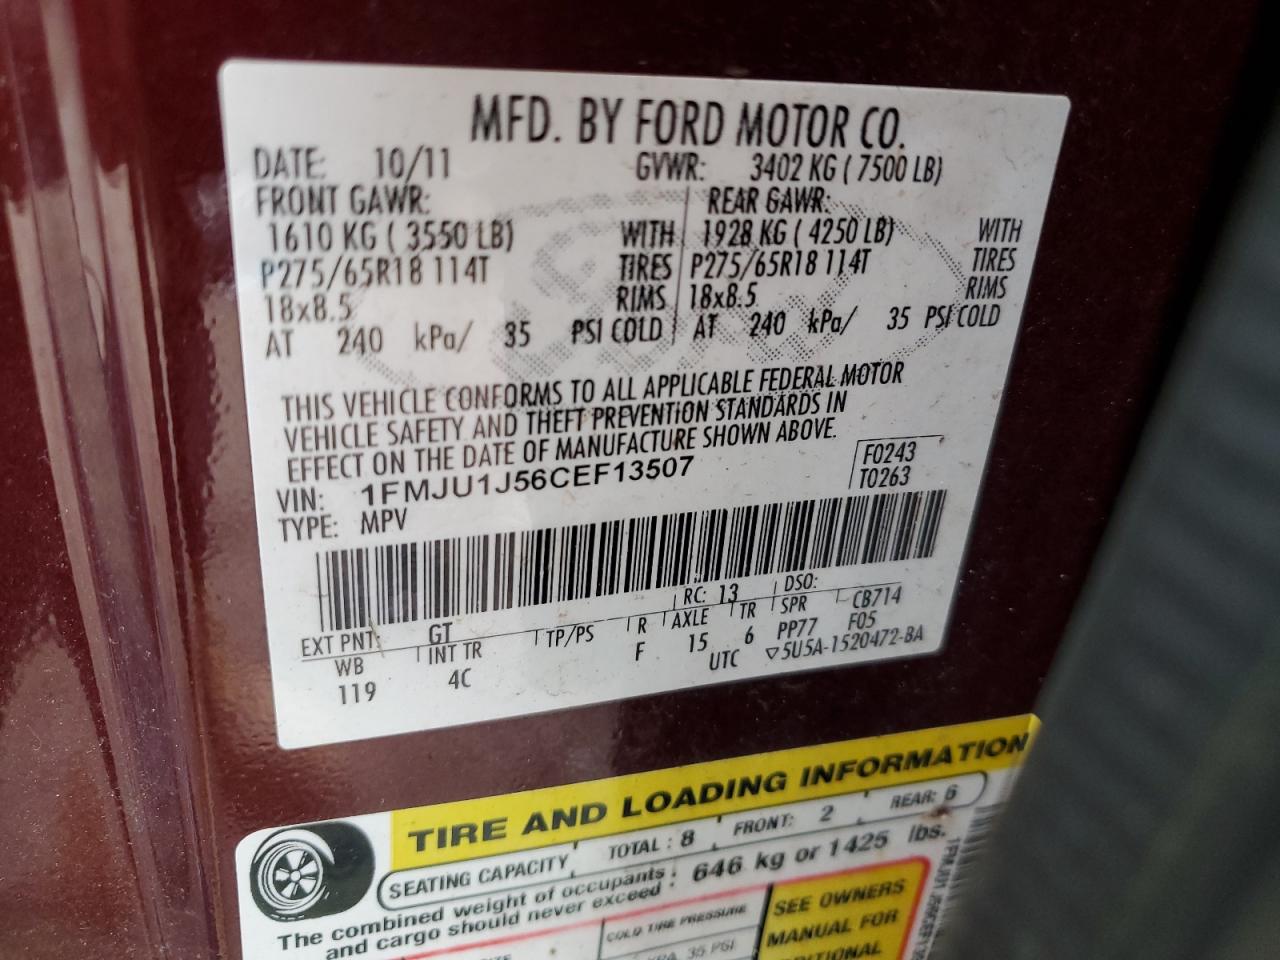 MFD. BY FORD MOTOR CO.
DATE: 10/11 GVWR: 3402 KG ( 7500 LB)
FRONT GAWR: REAR GAWR:
1610 KG ( 3550 LB) WITH 1928 KG ( 4250 LB) WITH
P275/65R18 114T TIRES P275/65R18 114T TIRES
18x8.5 RIMS 18x8.5 RIMS
AT 240 kPa/ 35 PSI COLD AT 240 kPa/ 35 PSI COLD
THIS VEHICLE CONFORMS TO ALL APPLICABLE FEDERAL MOTOR
VEHICLE SAFETY AND THEFT PREVENTION STANDARDS IN
EFFECT ON THE DATE OF MANUFACTURE SHOWN ABOVE.
VIN: 1FMJU1J56CEF13507 F0243
TYPE: MPV T0263
EXT PNT: GT RC: 13 DSO:
WB INT TR TP/PS R AXLE TR SPR CB714
119 4C F 15 6 PP77 F05
UTC ▽5U5A-1520472-BA
TIRE AND LOADING INFORMATION
SEATING CAPACITY TOTAL : 8 FRONT: 2 REAR: 6
The combined weight of occupants
and cargo should never exceed : 646 kg or 1425 lbs.
COLD TIRE PRESSURE
35 PSI
SEE OWNERS
MANUAL FOR